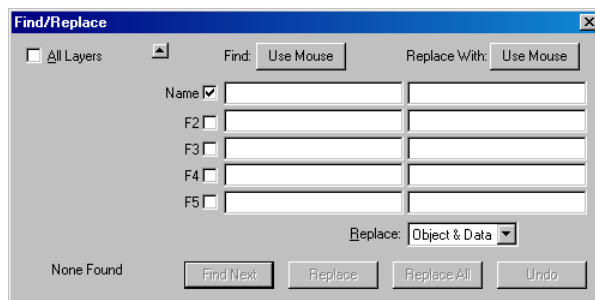 Find/Replace
All Layers Find: Use Mouse Replace With: Use Mouse
Name
F2
F3
F4
F5
Replace: Object & Data
None Found Find Next Replace Replace All Undo